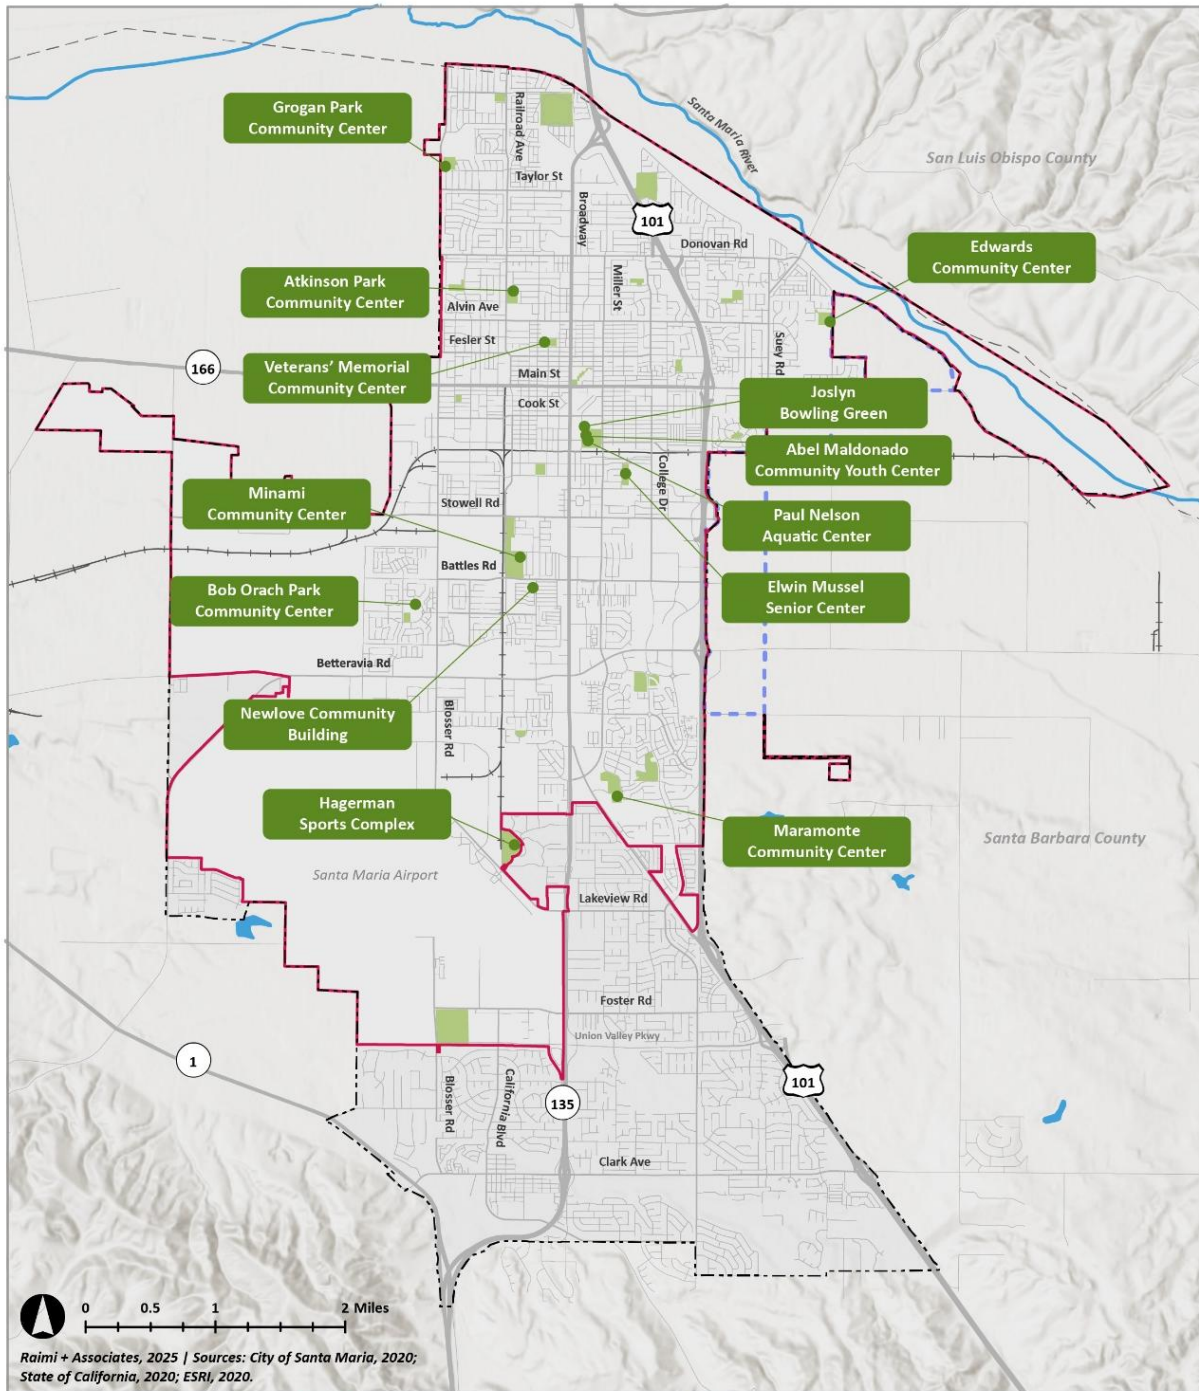 Grogan Park
Community Center
Railroad Ave
Santa Maria River
San Luis Obispo County
Taylor St
Broadway
101
Donovan Rd
Edwards
Community Center
Atkinson Park
Community Center
Miller St
Alvin Ave
Fesler St
Suey Rd
166
Veterans' Memorial
Community Center
Main St
Cook St
Joslyn
Bowling Green
Abel Maldonado
Community Youth Center
College Dr
Minami
Community Center
Stowell Rd
Paul Nelson
Aquatic Center
Battles Rd
Bob Orach Park
Community Center
Elwin Mussel
Senior Center
Betteravia Rd
Newlove Community
Building
Blosser Rd
Hagerman
Sports Complex
Maramonte
Community Center
Santa Barbara County
Santa Maria Airport
Lakeview Rd
Foster Rd
Union Valley Pkwy
1
101
135
Blosser Rd
California Blvd
Clark Ave
0 0.5 1 2 Miles
Raimi + Associates, 2025 | Sources: City of Santa Maria, 2020;
State of California, 2020; ESRI, 2020.